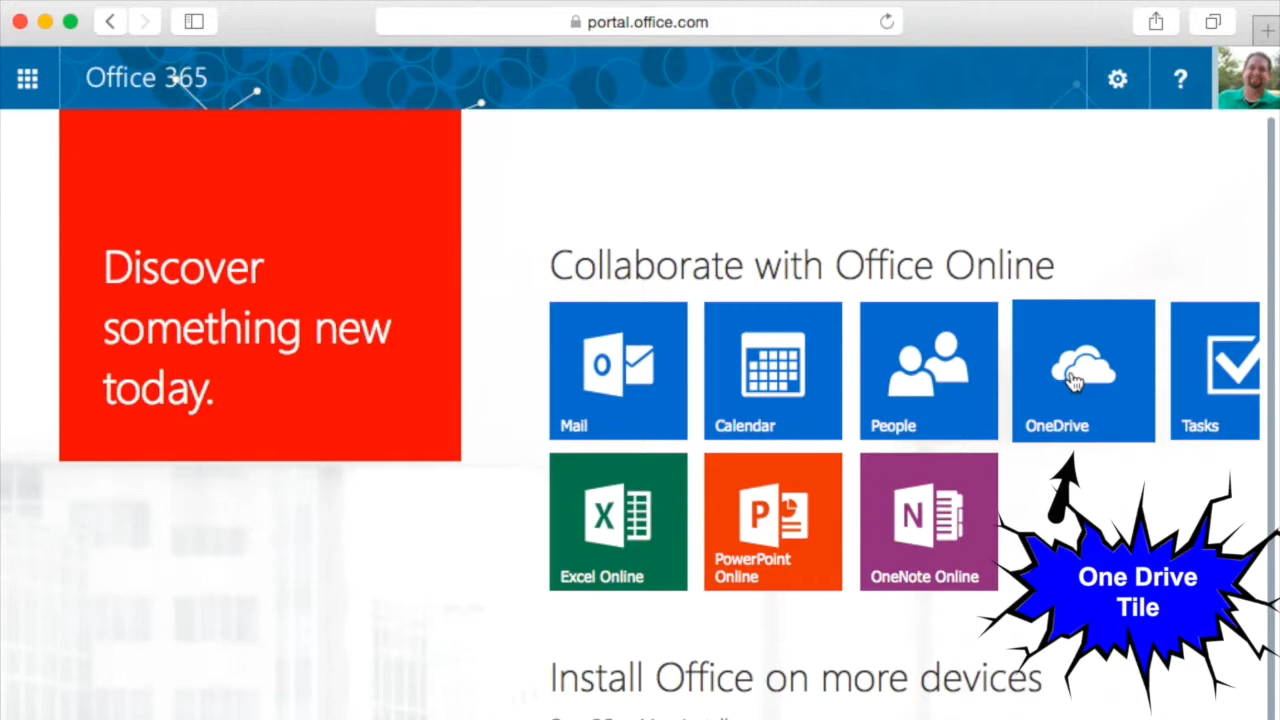 portal.office.com
Office 365
?
Discover
something new
today.
Collaborate with Office Online
Mail
Calendar
People
OneDrive
Tasks
Excel Online
PowerPoint
Online
OneNote Online
One Drive
Tile
Install Office on more devices